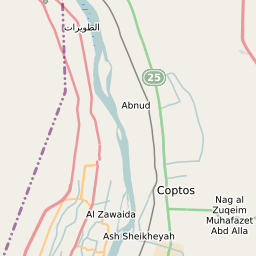 الطويرات
25
Abnud
Coptos
Nag al
Zuqeim
Muhafazet
Abd Alla
Al Zawaida
Ash Sheikheyah